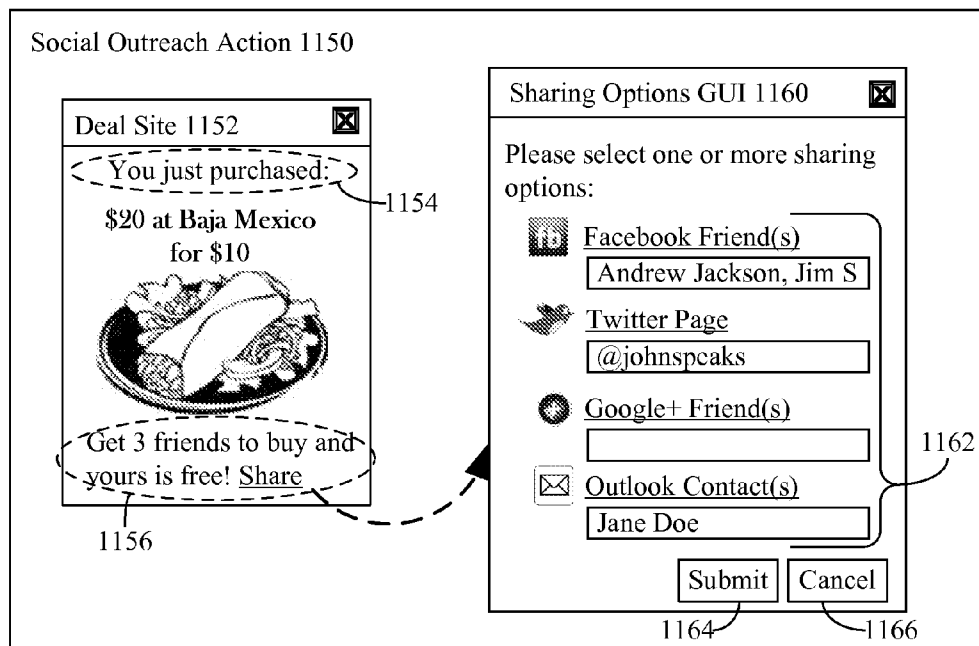 Social Outreach Action 1150
Deal Site 1152
You just purchased:
1154
$20 at Baja Mexico
for $10
Get 3 friends to buy and
yours is free! Share
1156
Sharing Options GUI 1160
Please select one or more sharing
options:
fb Facebook Friend(s)
Andrew Jackson, Jim S
Twitter Page
@johnspeaks
Google+ Friend(s)
1162
Outlook Contact(s)
Jane Doe
Submit Cancel
1164 1166